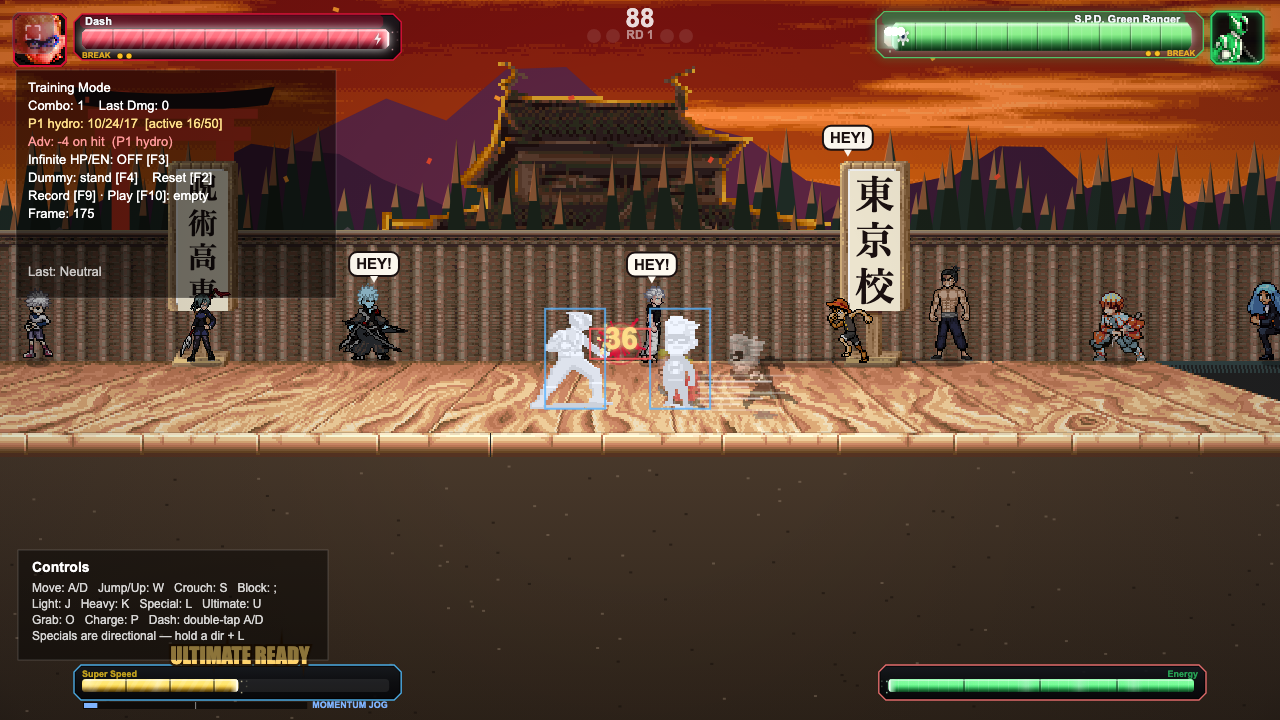 Dash
88
RD 1
S.P.D. Green Ranger
BREAK
BREAK
Training Mode
Combo: 1 Last Dmg: 0
P1 hydro: 10/24/17 [active 16/50]
Adv: -4 on hit (P1 hydro)
Infinite HP/EN: OFF [F3]
Dummy: stand [F4] Reset [F2]
Record [F9] · Play [F10]: empty
Frame: 175
Last: Neutral
術高専
HEY!
HEY!
HEY!
東京校
36
Controls
Move: A/D Jump/Up: W Crouch: S Block: ;
Light: J Heavy: K Special: L Ultimate: U
Grab: O Charge: P Dash: double-tap A/D
Specials are directional — hold a dir + L
ULTIMATE READY
Super Speed
MOMENTUM JOG
Energy